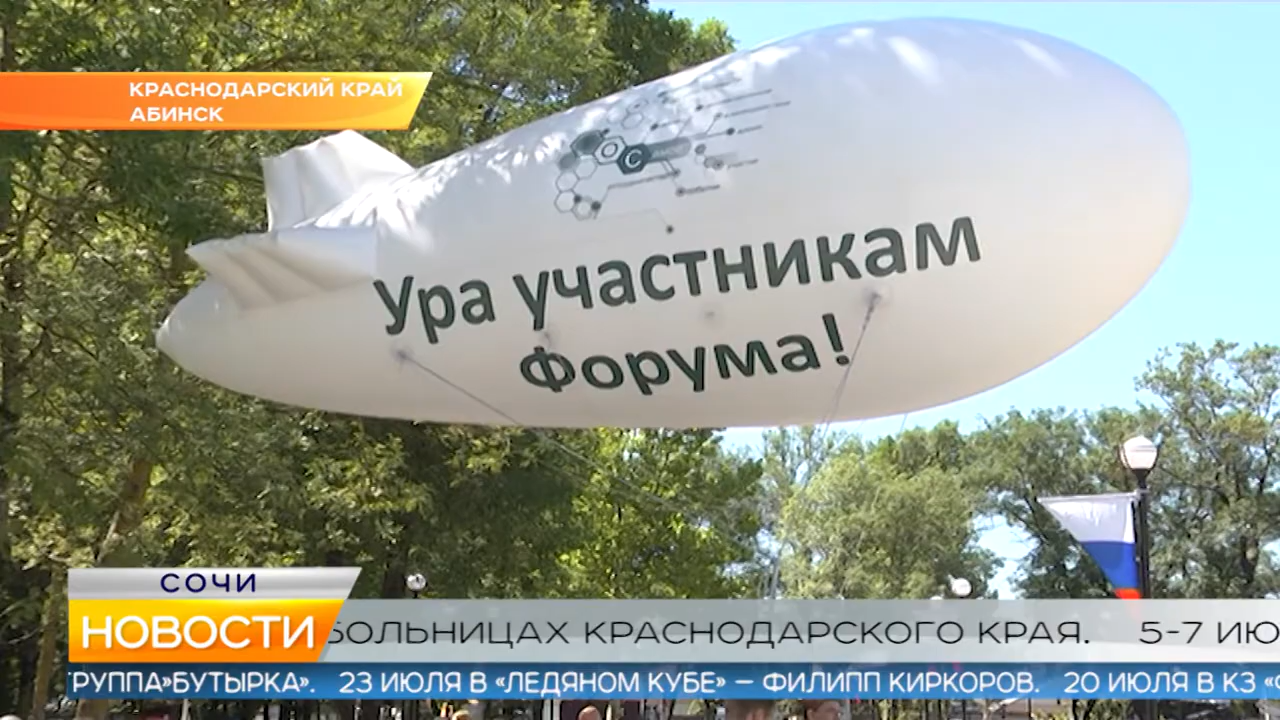 КРАСНОДАРСКИЙ КРАЙ
АБИНСК
С
Ура участникам
Форума!
СОЧИ
НОВОСТИ
БОЛЬНИЦАХ КРАСНОДАРСКОГО КРАЯ. 5-7 ИЮ
ГРУППА»БУТЫРКА». 23 ИЮЛЯ В «ЛЕДЯНОМ КУБЕ» – ФИЛИПП КИРКОРОВ. 20 ИЮЛЯ В КЗ «Ф